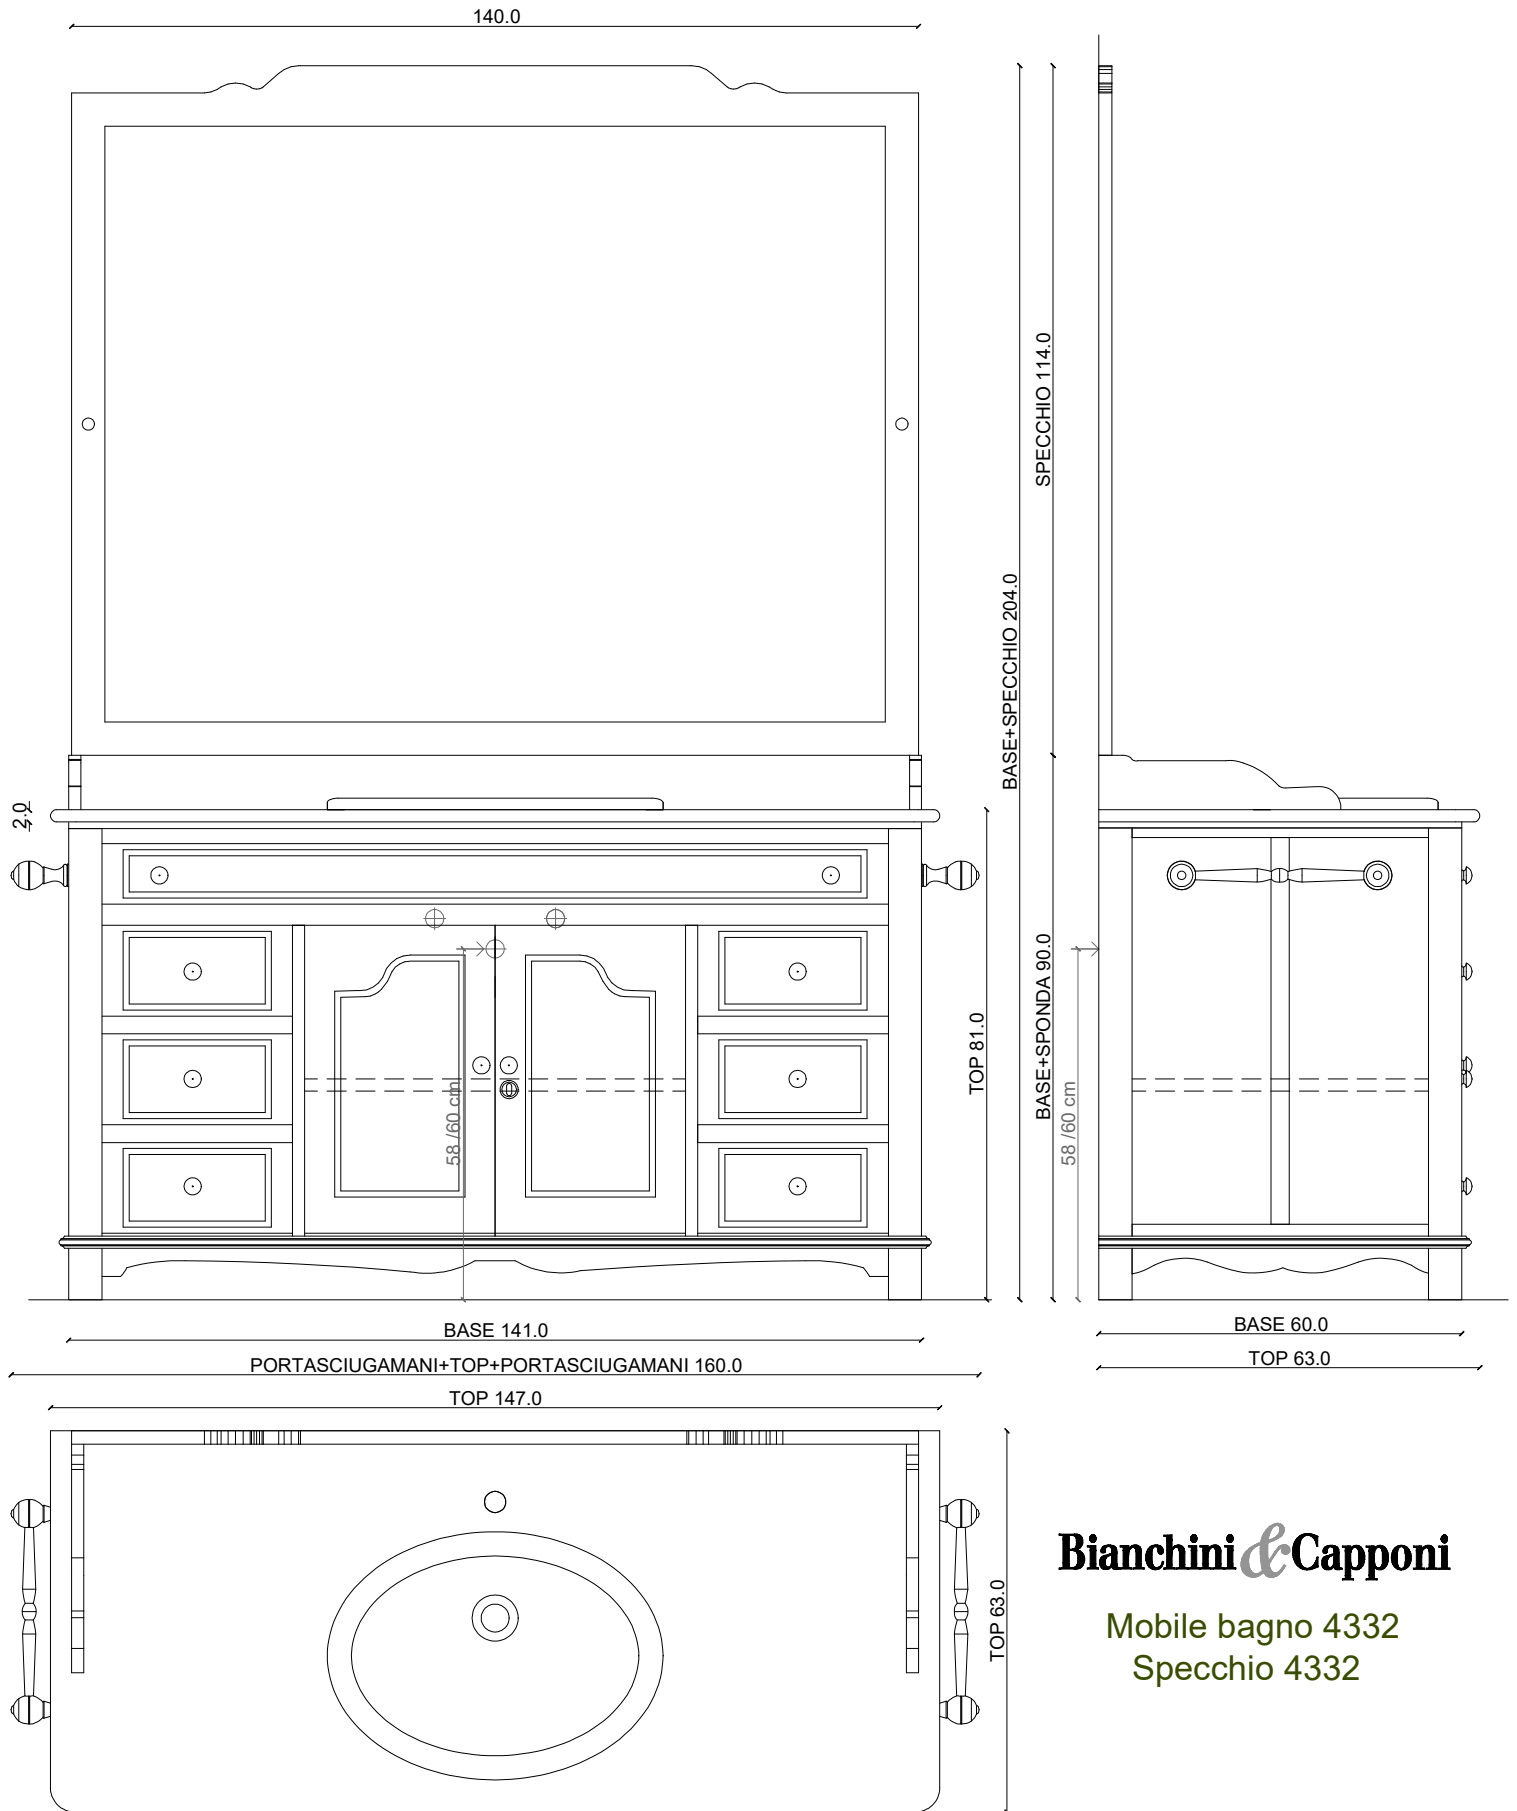 140.0
SPECCHIO 114.0
BASE+SPECCHIO 204.0
2.0
BASE+SPONDA 90.0
TOP 81.0
58 /60 cm
58 /60 cm
BASE 141.0
BASE 60.0
PORTASCIUGAMANI+TOP+PORTASCIUGAMANI 160.0
TOP 63.0
TOP 147.0
TOP 63.0
Bianchini&Capponi
Mobile bagno 4332
Specchio 4332